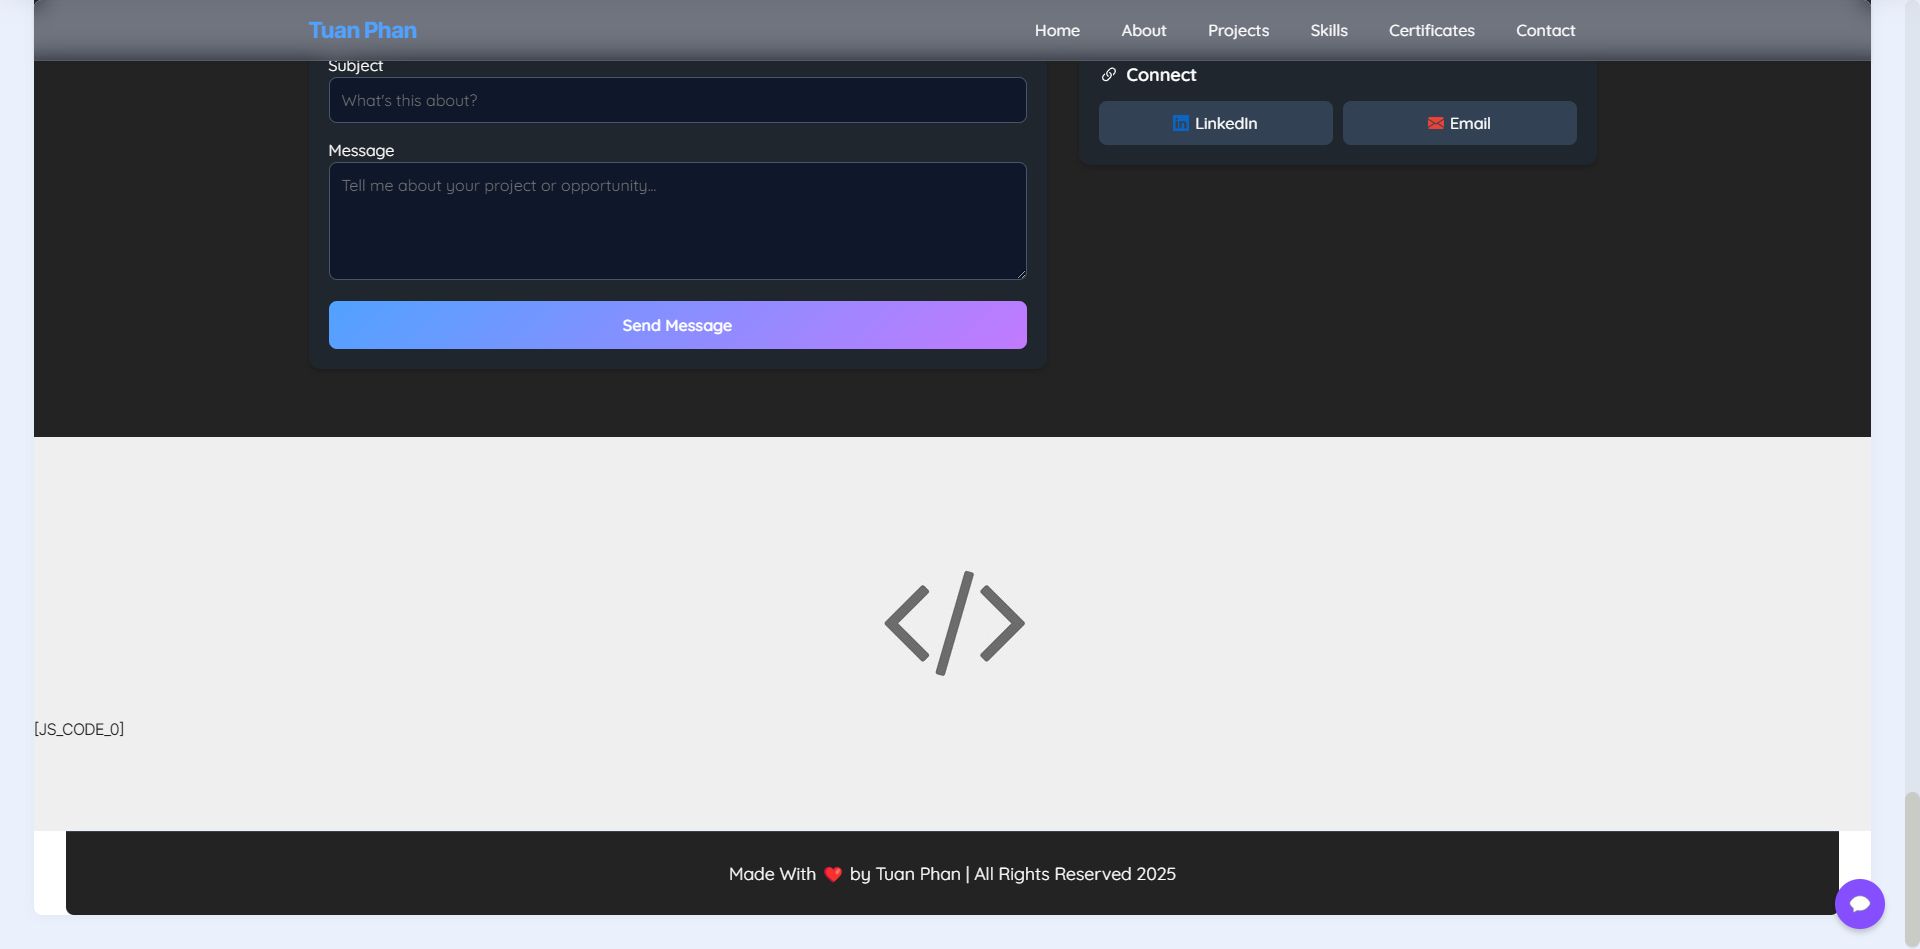 Tuan Phan
Home About Projects Skills Certificates Contact
Subject
What's this about?
Message
Tell me about your project or opportunity...
Send Message
Connect
LinkedIn Email
</>
[JS_CODE_0]
Made With ❤️ by Tuan Phan | All Rights Reserved 2025